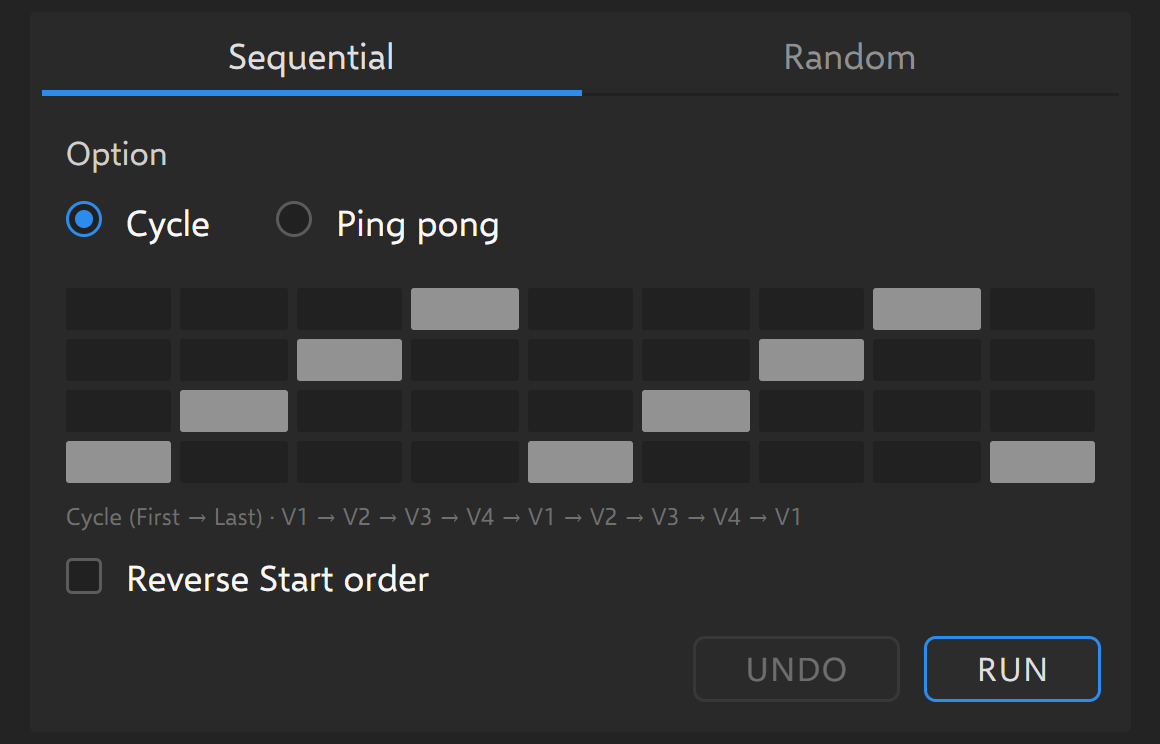 Sequential Random
Option
Cycle Ping pong
Cycle (First → Last) · V1 → V2 → V3 → V4 → V1 → V2 → V3 → V4 → V1
Reverse Start order
UNDO RUN